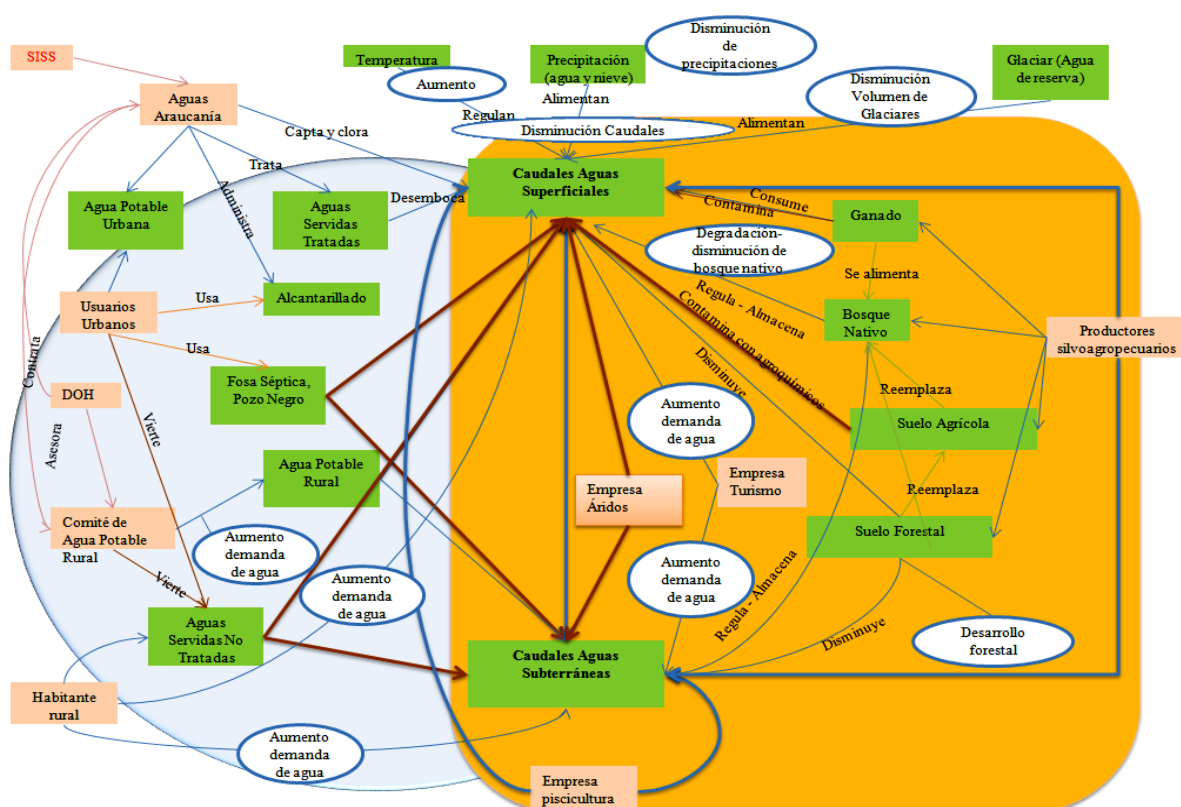 SISS
Temperatura
Precipitación
(agua y nieve)
Disminución
de
precipitaciones
Glaciar (Agua
de reserva)
Aumento
Disminución
Volumen de
Glaciares
Aguas
Araucanía
Alimentan
Regulan
Disminución Caudales
Alimentan
Capta y clora
Trata
Administra
Desemboca
Caudales Aguas
Superficiales
Consume
Contamina
Ganado
Agua Potable
Urbana
Aguas
Servidas
Tratadas
Degradación-
disminución de
bosque nativo
Se alimenta
Usuarios
Urbanos
Usa
Alcantarillado
Regula - Almacena
Bosque
Nativo
Productores
silvoagropecuarios
Contamina con agroquímicos
Disminuye
Usa
Contrata
Fosa Séptica,
Pozo Negro
Reemplaza
DOH
Vierte
Aumento
demanda
de agua
Suelo Agrícola
Asesora
Agua Potable
Rural
Empresa
Áridos
Empresa
Turismo
Reemplaza
Comité de
Agua Potable
Rural
Aumento
demanda
de agua
Suelo Forestal
Vierte
Aumento
demanda
de agua
Aumento
demanda
de agua
Regula - Almacena
Aguas
Servidas No
Tratadas
Disminuye
Desarrollo
forestal
Caudales Aguas
Subterráneas
Habitante
rural
Aumento
demanda
de agua
Empresa
piscicultura